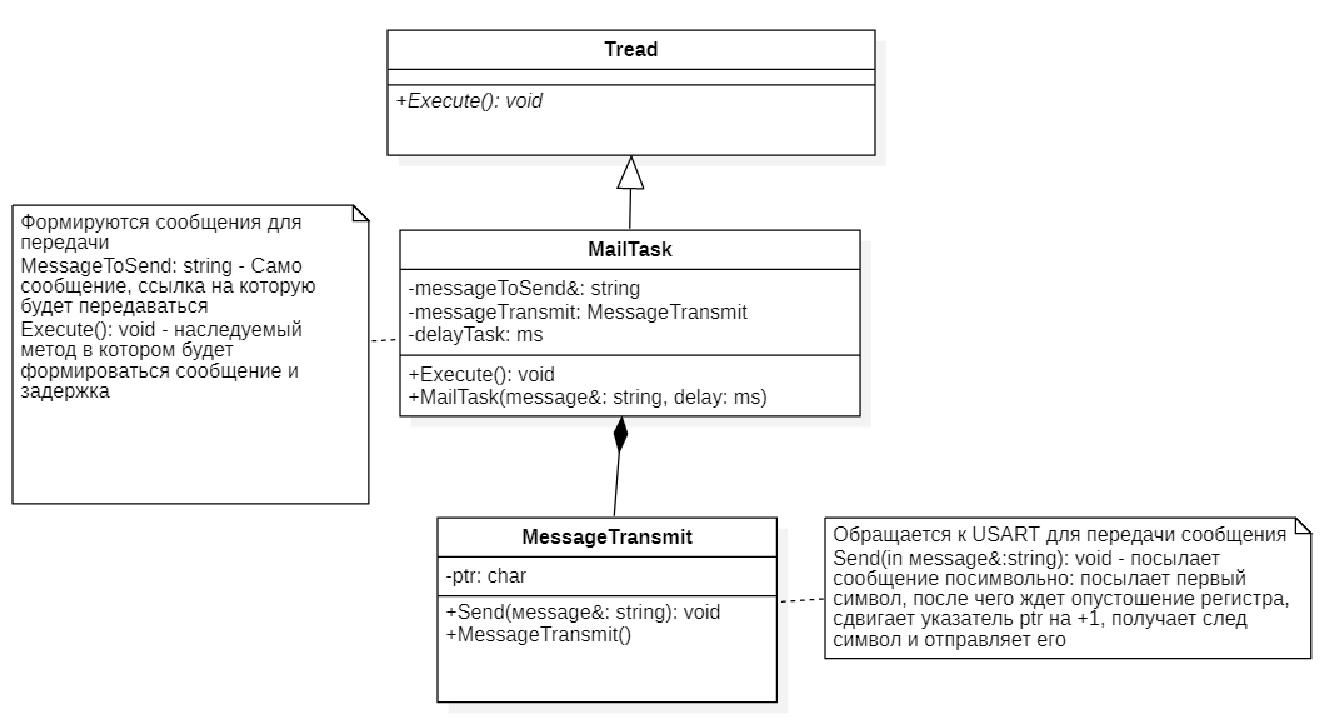 Tread
+Execute(): void
Формируются сообщения для
передачи
MessageToSend: string - Само
сообщение, ссылка на которую
будет передаваться
Execute(): void - наследуемый
метод в котором будет
формироваться сообщение и
задержка
MailTask
-messageToSend&: string
-messageTransmit: MessageTransmit
-delayTask: ms
+Execute(): void
+MailTask(message&: string, delay: ms)
MessageTransmit
-ptr: char
+Send(мessage&: string): void
+MessageTransmit()
Обращается к USART для передачи сообщения
Send(in мessage&:string): void - посылает
сообщение посимвольно: посылает первый
символ, после чего ждет опустошение регистра,
сдвигает указатель ptr на +1, получает след
символ и отправляет его